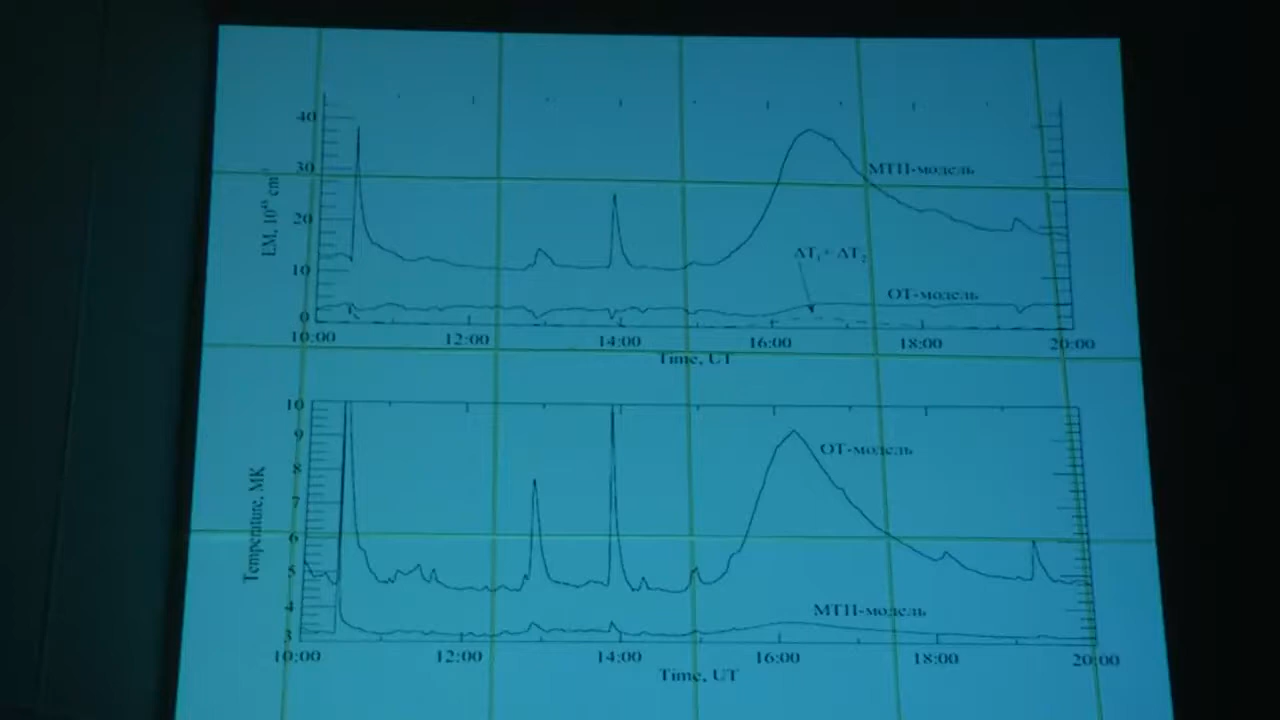 40
30
20
10
0
EM, 10⁴⁸ cm⁻³
МТП-модель
ΔT₁ + ΔT₂
ОТ-модель
10:00 12:00 14:00 16:00 18:00 20:00
Time, UT
10
9
8
7
6
5
4
3
Temperature, MK
ОТ-модель
МТП-модель
10:00 12:00 14:00 16:00 18:00 20:00
Time, UT